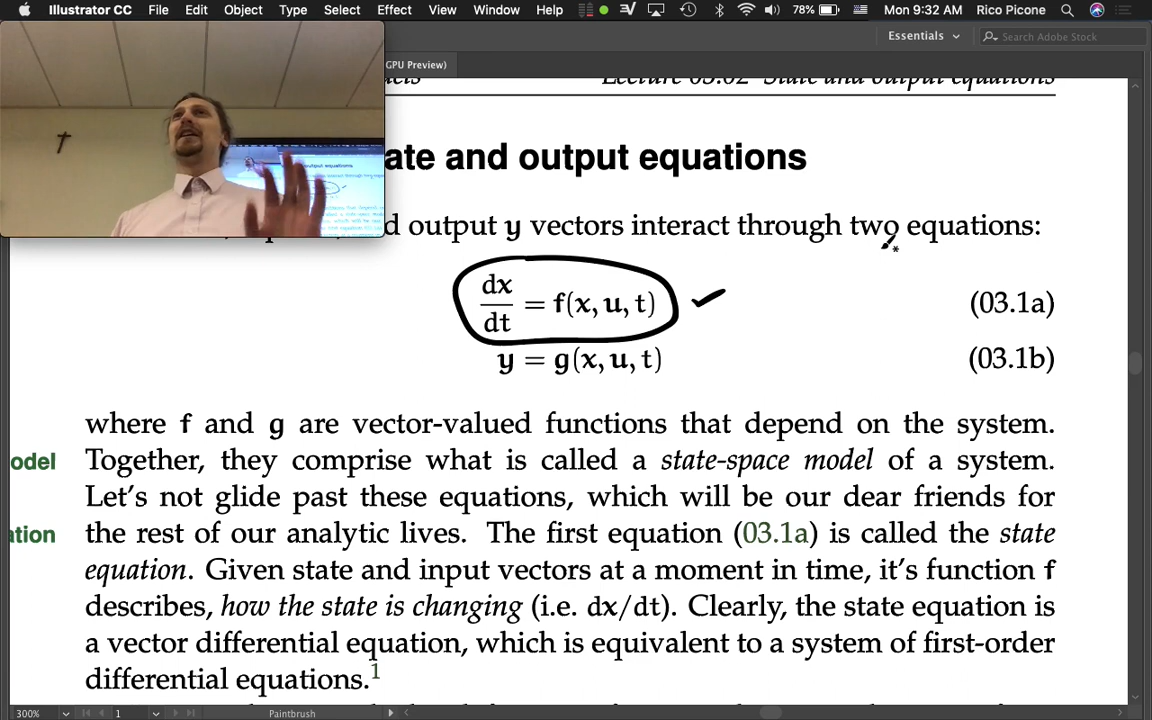 Illustrator CC File Edit Object Type Select Effect View Window Help 78% Mon 9:32 AM Rico Picone
Essentials Search Adobe Stock
GPU Preview)
Lecture 03.02 State and output equations
ate and output equations
d output y vectors interact through two equations:
dx
dt
= f(x, u, t) (03.1a)
y = g(x, u, t) (03.1b)
where f and g are vector-valued functions that depend on the system.
odel Together, they comprise what is called a state-space model of a system.
Let's not glide past these equations, which will be our dear friends for
ation the rest of our analytic lives. The first equation (03.1a) is called the state
equation. Given state and input vectors at a moment in time, it's function f
describes, how the state is changing (i.e. dx/dt). Clearly, the state equation is
a vector differential equation, which is equivalent to a system of first-order
differential equations.1
300% 1 Paintbrush